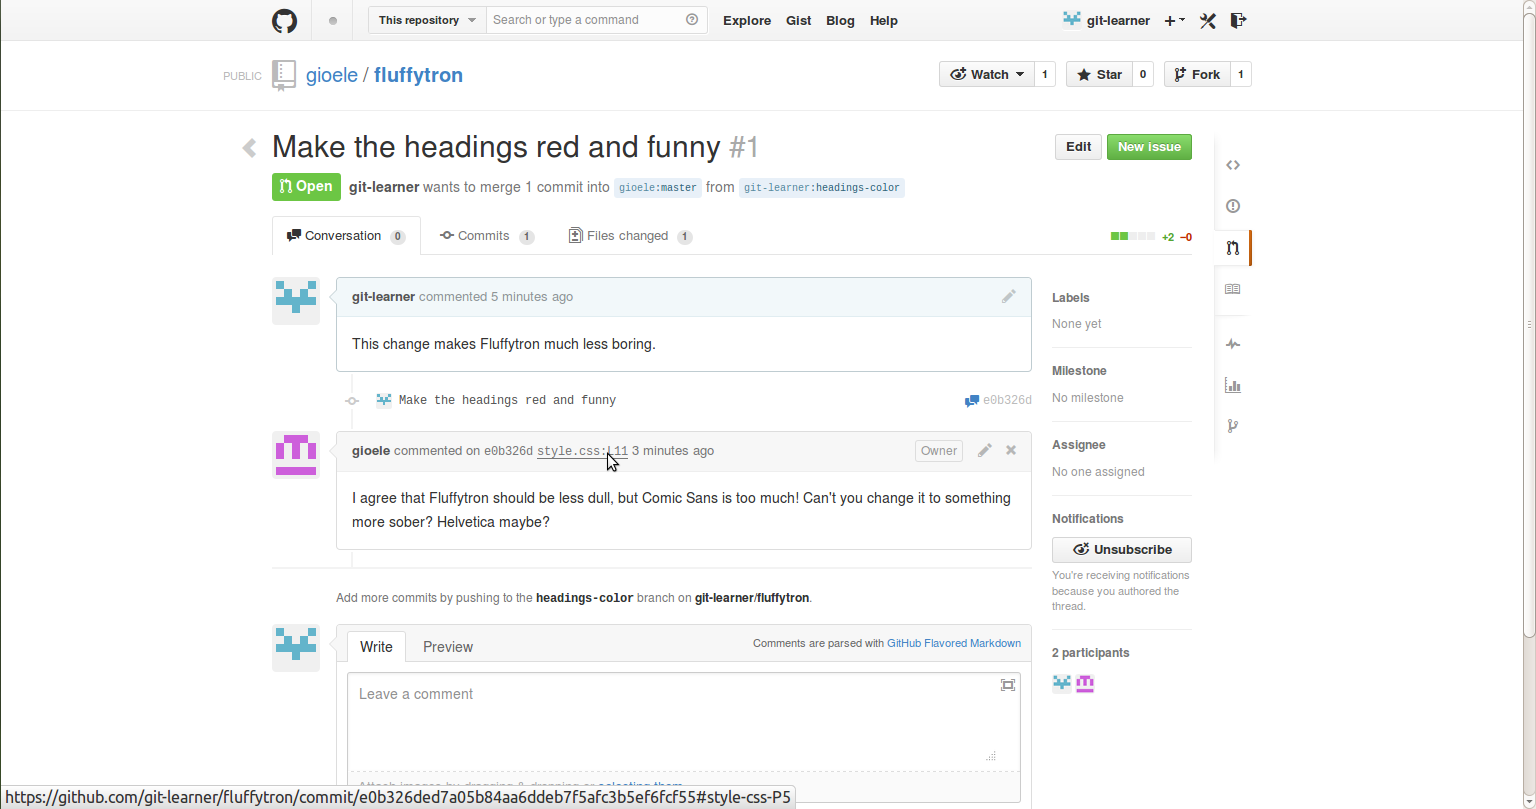 This repository Search or type a command Explore Gist Blog Help git-learner
PUBLIC gioele / fluffytron Watch 1 Star 0 Fork 1
Make the headings red and funny #1 Edit New issue
Open git-learner wants to merge 1 commit into gioele:master from git-learner:headings-color
Conversation 0 Commits 1 Files changed 1 +2 −0
git-learner commented 5 minutes ago
This change makes Fluffytron much less boring.
Make the headings red and funny e0b326d
gioele commented on e0b326d style.css:L11 3 minutes ago Owner
I agree that Fluffytron should be less dull, but Comic Sans is too much! Can't you change it to something
more sober? Helvetica maybe?
Add more commits by pushing to the headings-color branch on git-learner/fluffytron.
Write Preview Comments are parsed with GitHub Flavored Markdown
Leave a comment
Attach images by dragging & dropping or selecting them
Labels
None yet
Milestone
No milestone
Assignee
No one assigned
Notifications
Unsubscribe
You're receiving notifications
because you authored the
thread.
2 participants
https://github.com/git-learner/fluffytron/commit/e0b326ded7a05b84aa6ddeb7f5afc3b5ef6fcf55#style-css-P5